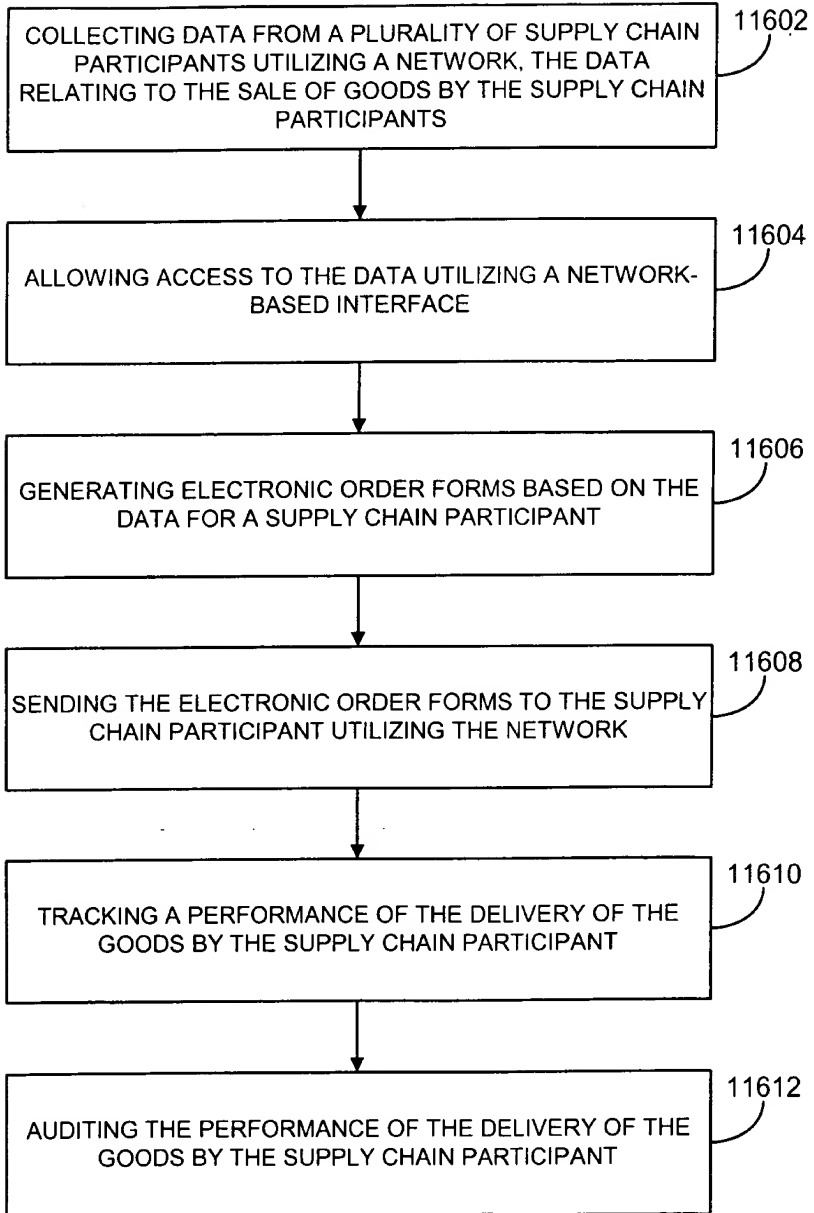 COLLECTING DATA FROM A PLURALITY OF SUPPLY CHAIN
PARTICIPANTS UTILIZING A NETWORK, THE DATA
RELATING TO THE SALE OF GOODS BY THE SUPPLY CHAIN
PARTICIPANTS
11602
ALLOWING ACCESS TO THE DATA UTILIZING A NETWORK-
BASED INTERFACE
11604
GENERATING ELECTRONIC ORDER FORMS BASED ON THE
DATA FOR A SUPPLY CHAIN PARTICIPANT
11606
SENDING THE ELECTRONIC ORDER FORMS TO THE SUPPLY
CHAIN PARTICIPANT UTILIZING THE NETWORK
11608
TRACKING A PERFORMANCE OF THE DELIVERY OF THE
GOODS BY THE SUPPLY CHAIN PARTICIPANT
11610
AUDITING THE PERFORMANCE OF THE DELIVERY OF THE
GOODS BY THE SUPPLY CHAIN PARTICIPANT
11612